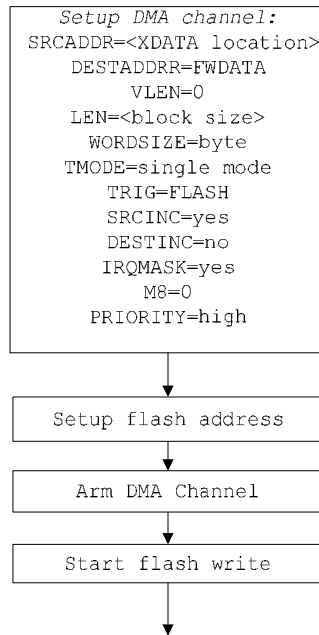 Setup DMA channel:
SRCADDR=<XDATA location>
DESTADDRR=FWDATA
VLEN=0
LEN=<block size>
WORDSIZE=byte
TMODE=single mode
TRIG=FLASH
SRCINC=yes
DESTINC=no
IRQMASK=yes
M8=0
PRIORITY=high
Setup flash address
Arm DMA Channel
Start flash write